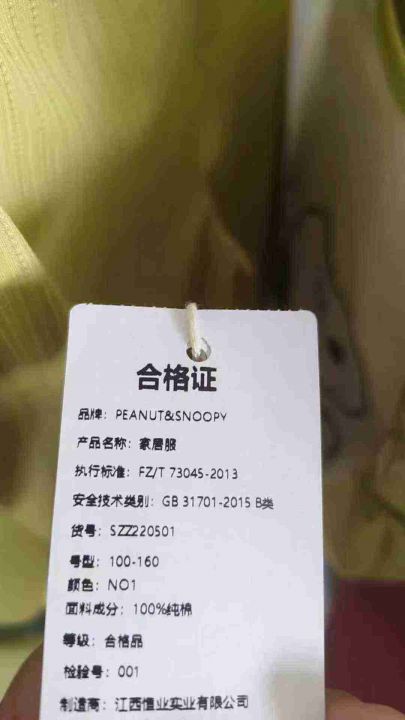 合格证
品牌：PEANUT&SNOOPY
产品名称：家居服
执行标准：FZ/T 73045-2013
安全技术类别：GB 31701-2015 B类
货号：SZZ220501
号型：100-160
颜色：NO1
面料成分：100%纯棉
等级：合格品
检验号：001
制造商：江西恒业实业有限公司